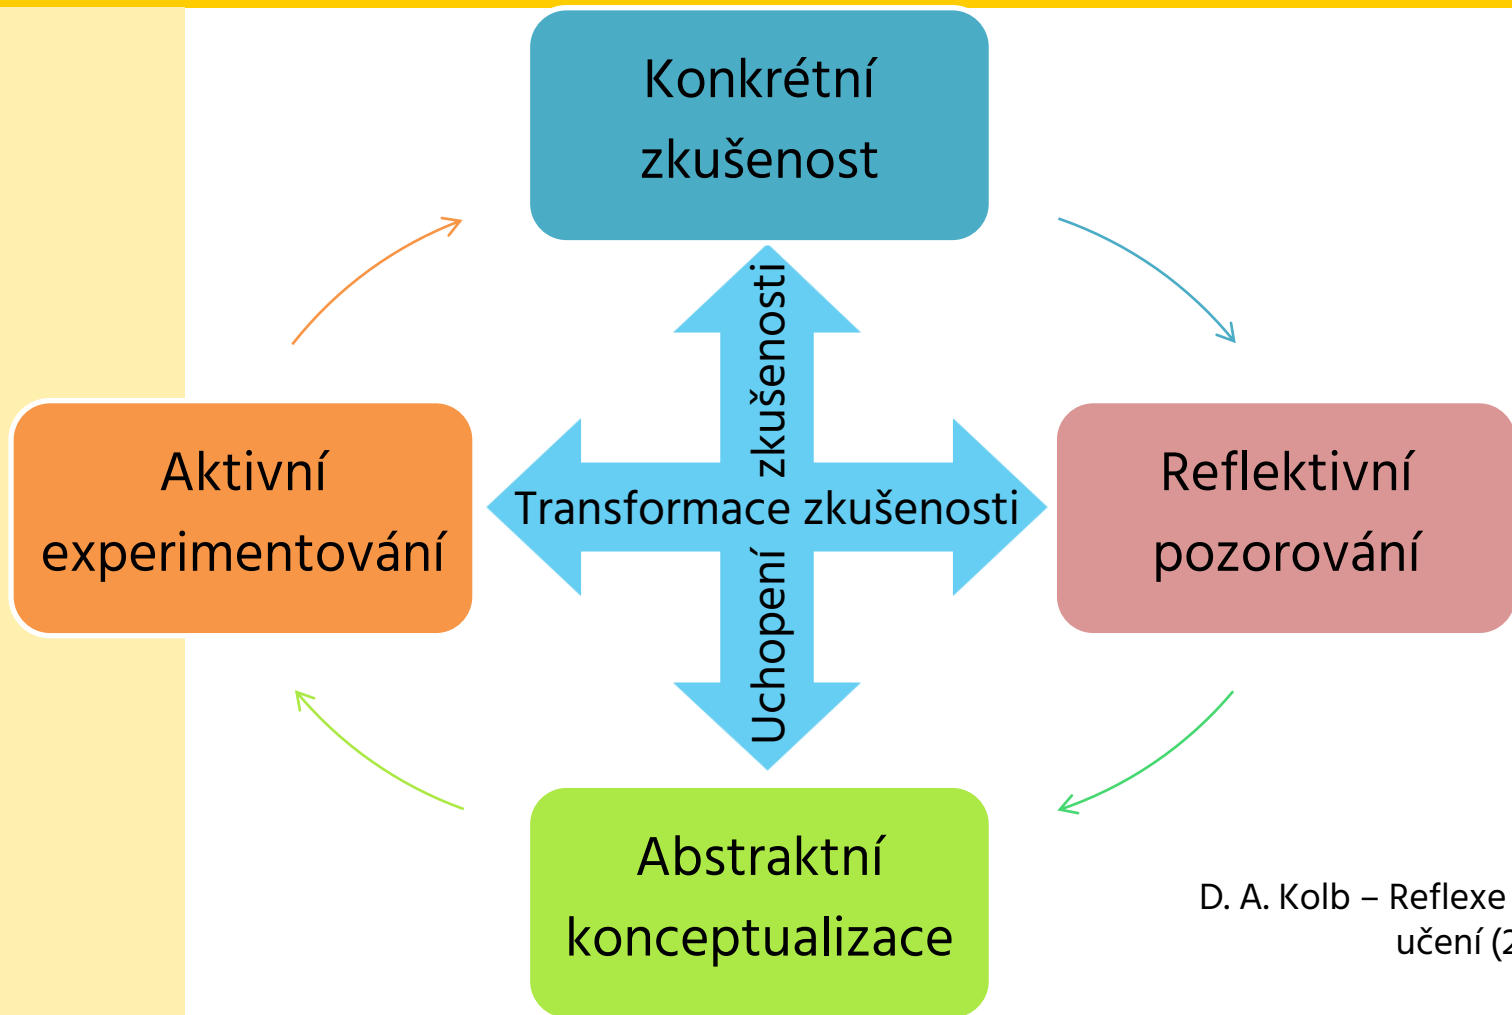 Konkrétní
zkušenost
Uchopení zkušenosti
Aktivní
experimentování
Transformace zkušenosti
Reflektivní
pozorování
Abstraktní
konceptualizace
D. A. Kolb – Reflexe
učení (2